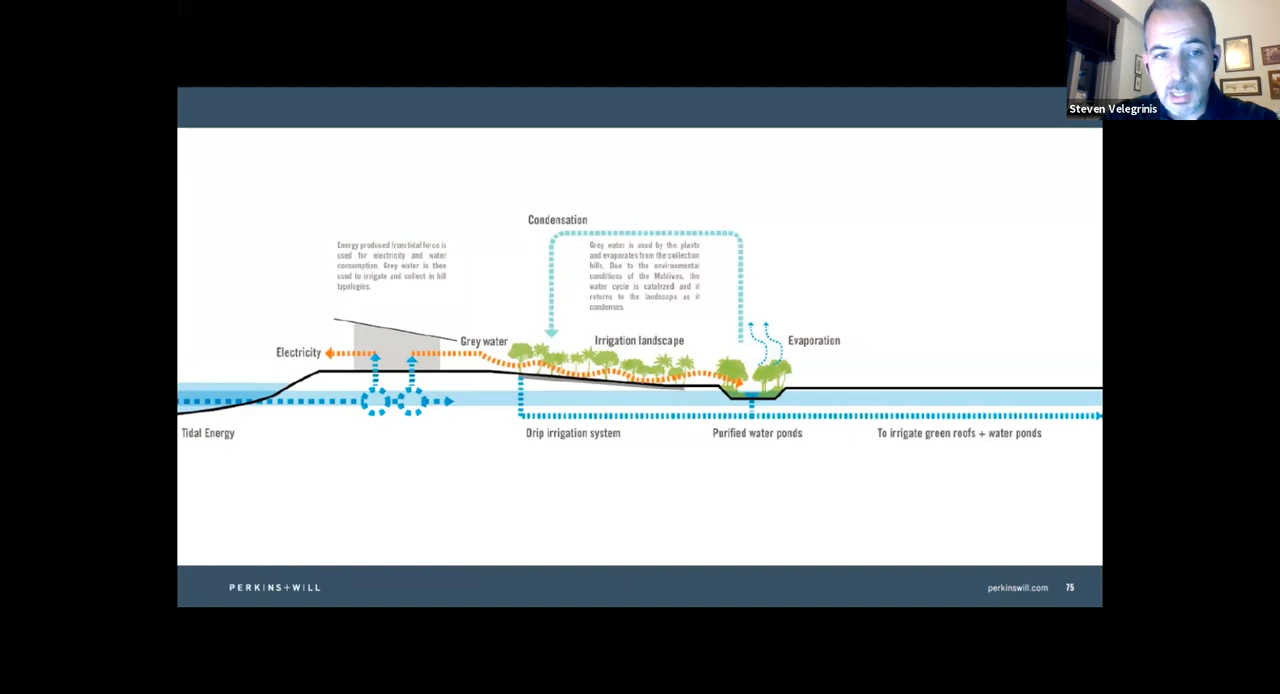 Steven Velegrinis
Condensation
Energy produced from tidal force is
used for electricity and water
consumption. Grey water is then
used to irrigate and collect in hill
typologies.
Grey water is used by the plants
and evaporates from the collection
hills. Due to the environmental
conditions of the Maldives, the
water cycle is catalyzed and it
returns to the landscape as it
condenses.
Electricity
Grey water
Irrigation landscape
Evaporation
Tidal Energy
Drip irrigation system
Purified water ponds
To irrigate green roofs + water ponds
PERKINS+WILL
perkinswill.com 75